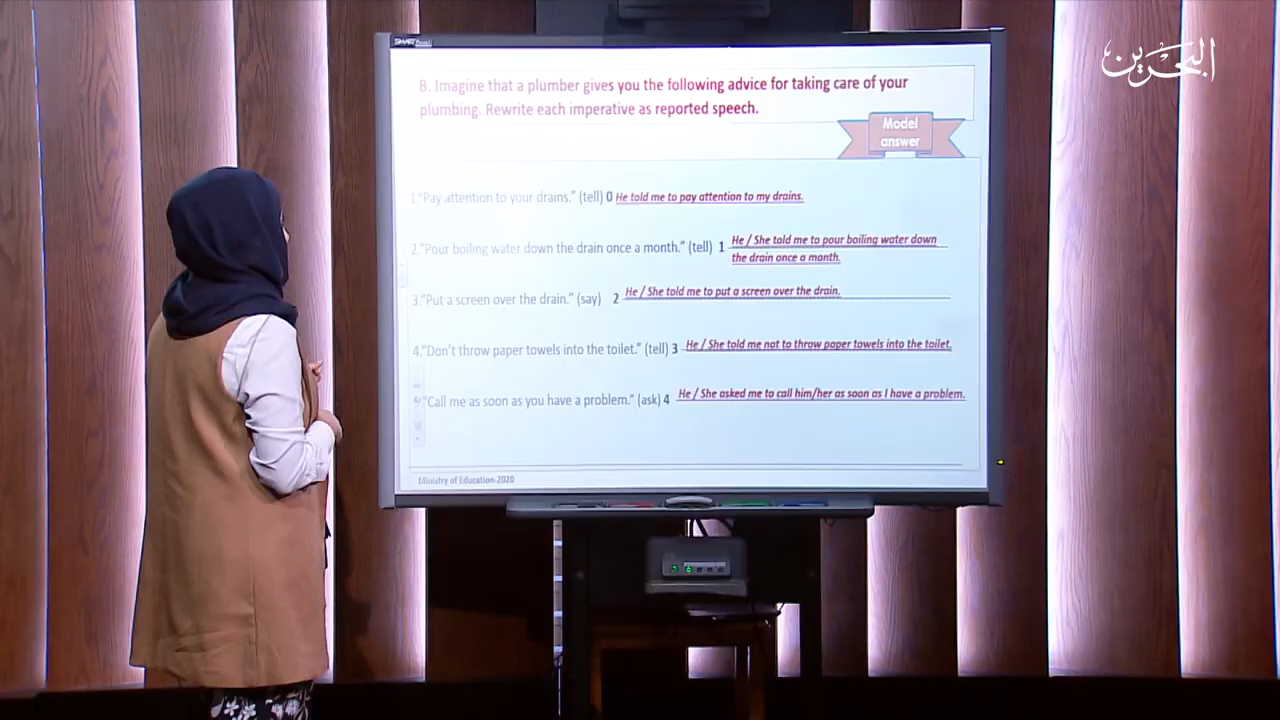 البحرين
SMART Board
B. Imagine that a plumber gives you the following advice for taking care of your
plumbing. Rewrite each imperative as reported speech.
Model
answer
1."Pay attention to your drains." (tell) 0 He told me to pay attention to my drains.
2."Pour boiling water down the drain once a month." (tell) 1 He / She told me to pour boiling water down
the drain once a month.
3."Put a screen over the drain." (say) 2 He / She told me to put a screen over the drain.
4."Don't throw paper towels into the toilet." (tell) 3 He / She told me not to throw paper towels into the toilet.
"Call me as soon as you have a problem." (ask) 4 He / She asked me to call him/her as soon as I have a problem.
Ministry of Education-2020